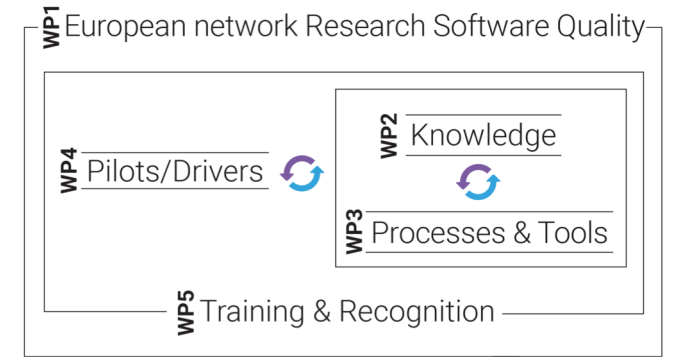 WP1 European network Research Software Quality
WP2 Knowledge
WP4 Pilots/Drivers
WP3 Processes & Tools
WP5 Training & Recognition